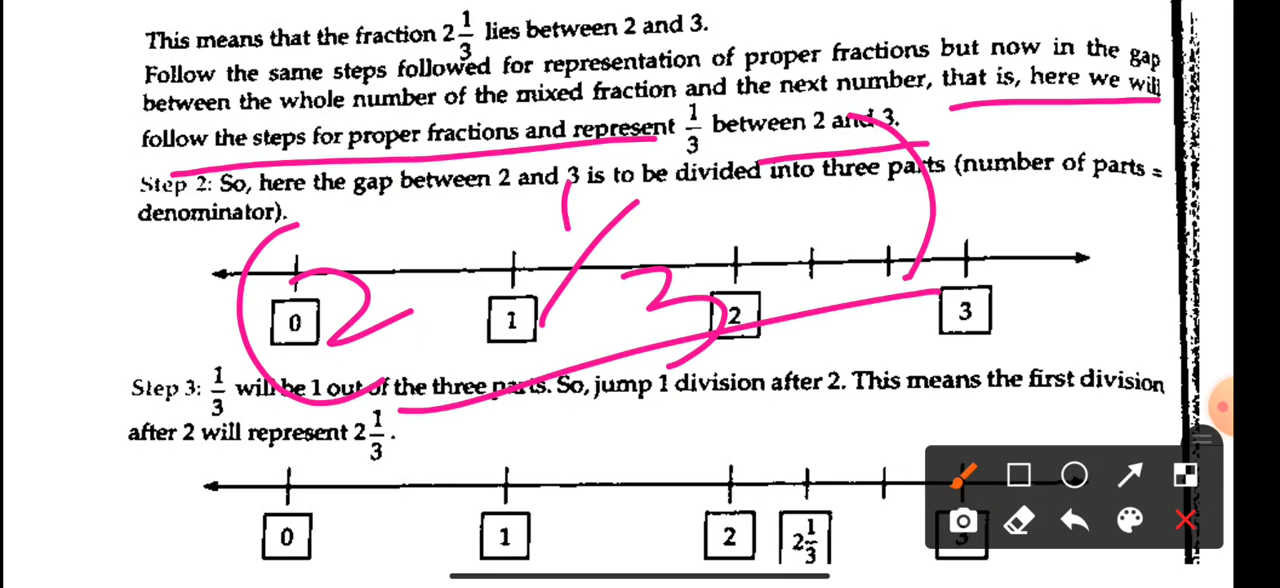 This means that the fraction 2 1/3 lies between 2 and 3.
Follow the same steps followed for representation of proper fractions but now in the gap
between the whole number of the mixed fraction and the next number, that is, here we will
follow the steps for proper fractions and represent 1/3 between 2 and 3.
Step 2: So, here the gap between 2 and 3 is to be divided into three parts (number of parts =
denominator).
2 1/3
0 1 2 3
Step 3: 1/3 will be 1 out of the three parts. So, jump 1 division after 2. This means the first division
after 2 will represent 2 1/3.
0 1 2 2 1/3 3